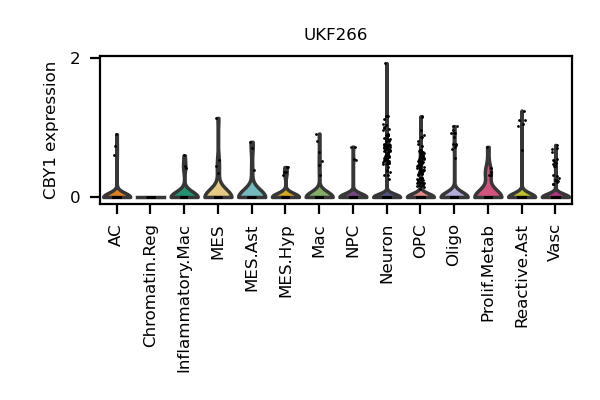 UKF266
CBY1 expression
2
0
AC
Chromatin.Reg
Inflammatory.Mac
MES
MES.Ast
MES.Hyp
Mac
NPC
Neuron
OPC
Oligo
Prolif.Metab
Reactive.Ast
Vasc